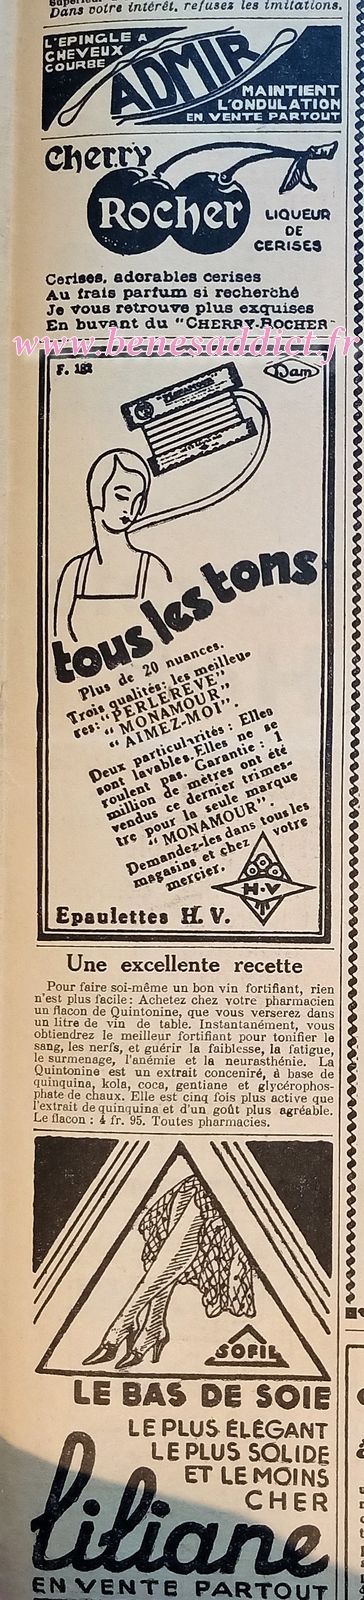 Supérieur
Dans votre intérêt, refusez les imitations.
L'EPINGLE A
CHEVEUX
COURBE
ADMIR
MAINTIENT
L'ONDULATION
EN VENTE PARTOUT
Cherry
Rocher
LIQUEUR
DE
CERISES
Cerises, adorables cerises
Au frais parfum si recherché
Je vous retrouve plus exquises
En buvant du "CHERRY-ROCHER"
www.benesaddict.fr
F. 182
Dam
tous les tons
Plus de 20 nuances.
Trois qualités: les meilleu-
res: "PERLEREVE"
"MONAMOUR"
"AIMEZ-MOI".
Deux particularités: Elles
sont lavables. Elles ne se
roulent pas. Garantie: 1
million de mètres ont été
vendus ce dernier trimes-
tre pour la seule marque
"MONAMOUR".
Demandez-les dans tous les
magasins et chez votre
mercier.
H.V
Epaulettes H. V.
Une excellente recette
Pour faire soi-même un bon vin fortifiant, rien
n'est plus facile: Achetez chez votre pharmacien
un flacon de Quintonine, que vous verserez dans
un litre de vin de table. Instantanément, vous
obtiendrez le meilleur fortifiant pour tonifier le
sang, les nerfs, et guérir la faiblesse, la fatigue,
le surmenage, l'anémie et la neurasthénie. La
Quintonine est un extrait concentré, à base de
quinquina, kola, coca, gentiane et glycérophos-
phate de chaux. Elle est cinq fois plus active que
l'extrait de quinquina et d'un goût plus agréable.
Le flacon: 4 fr. 95. Toutes pharmacies.
SOFIL
LE BAS DE SOIE
LE PLUS ÉLÉGANT
LE PLUS SOLIDE
ET LE MOINS
CHER
liliane
EN VENTE PARTOUT